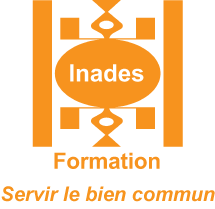 Inades
Formation
Servir le bien commun